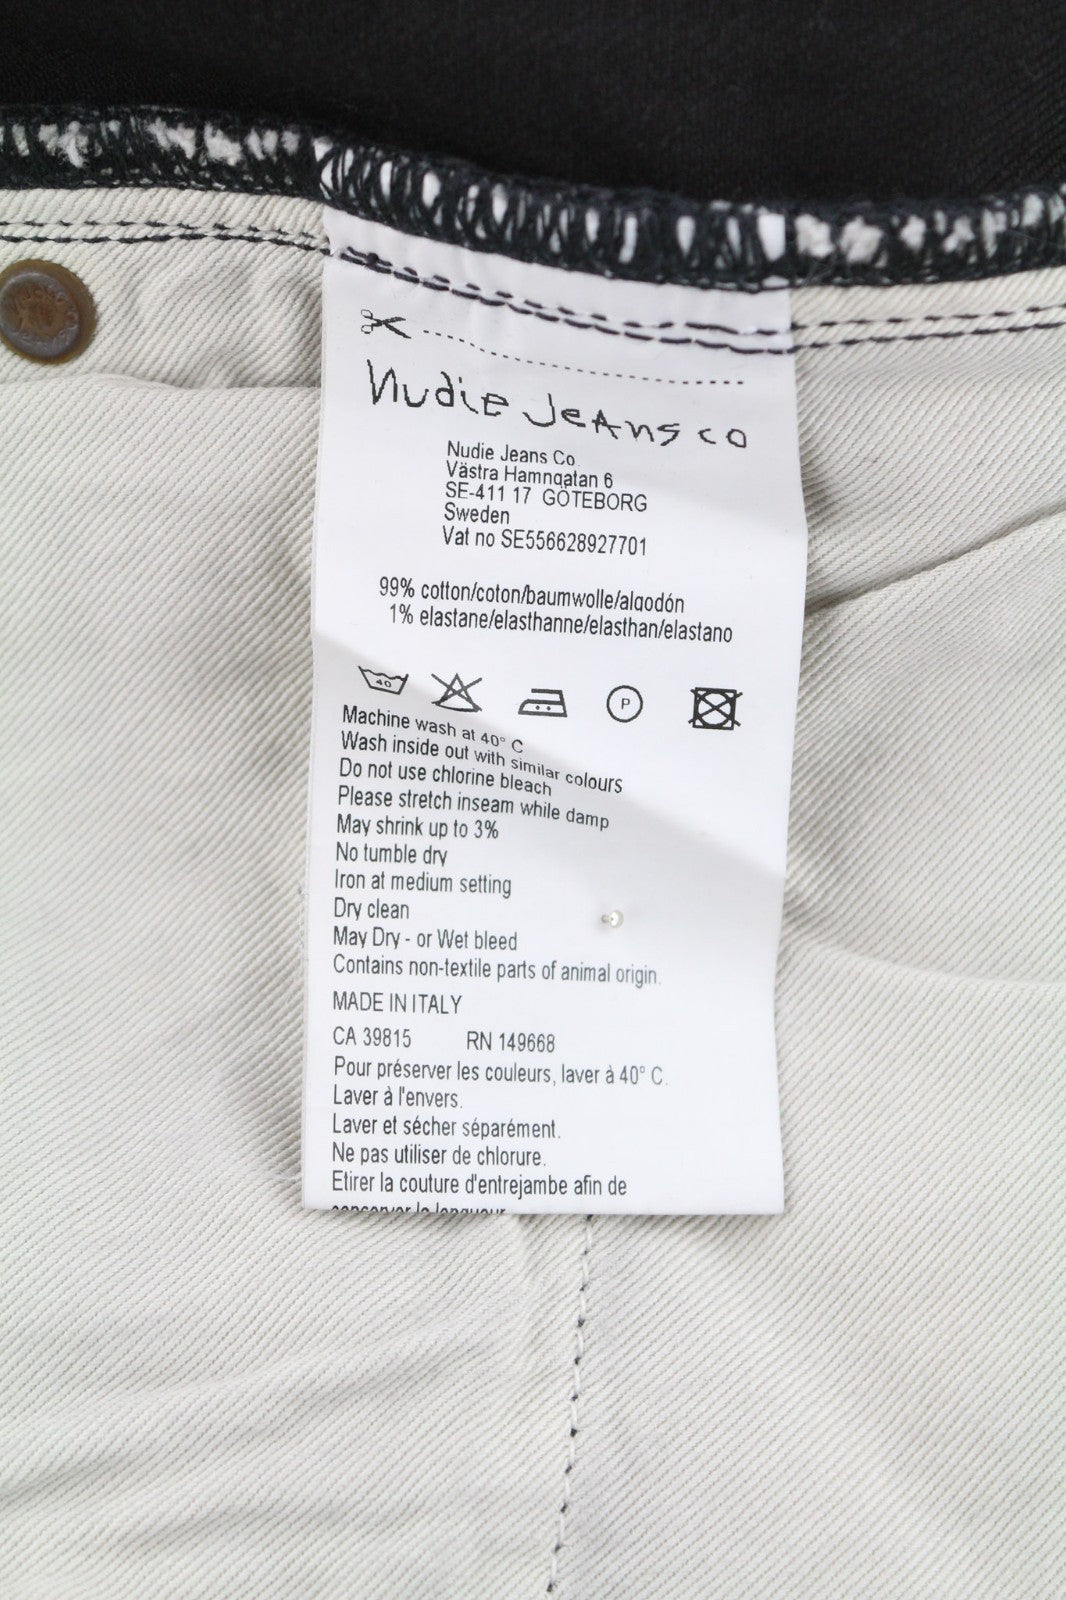 Nudie Jeans co
Nudie Jeans Co.
Västra Hamngatan 6
SE-411 17 GÖTEBORG
Sweden
Vat no SE556628927701
99% cotton/coton/baumwolle/algodón
1% elastane/elasthanne/elasthan/elastano
40 P
Machine wash at 40° C
Wash inside out with similar colours
Do not use chlorine bleach
Please stretch inseam while damp
May shrink up to 3%
No tumble dry
Iron at medium setting
Dry clean
May Dry - or Wet bleed
Contains non-textile parts of animal origin.
MADE IN ITALY
CA 39815 RN 149668
Pour préserver les couleurs, laver à 40° C.
Laver à l'envers.
Laver et sécher séparément.
Ne pas utiliser de chlorure.
Etirer la couture d'entrejambe afin de
conserver la longueur